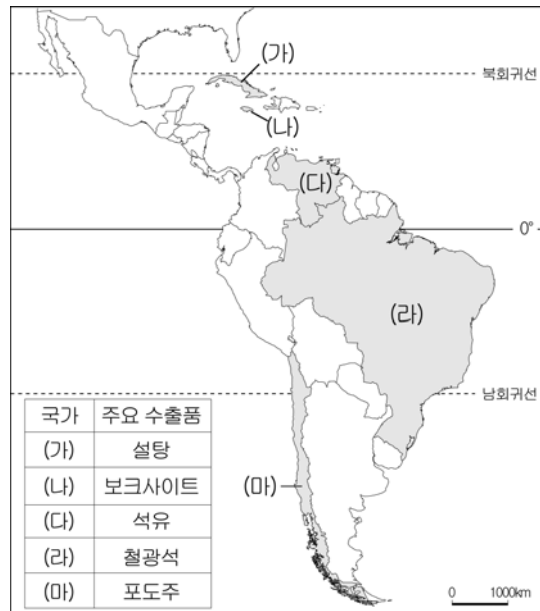 (가)
북회귀선
(나)
(다)
0°
(라)
남회귀선
(마)
국가 주요 수출품
(가) 설탕
(나) 보크사이트
(다) 석유
(라) 철광석
(마) 포도주
0 1000km